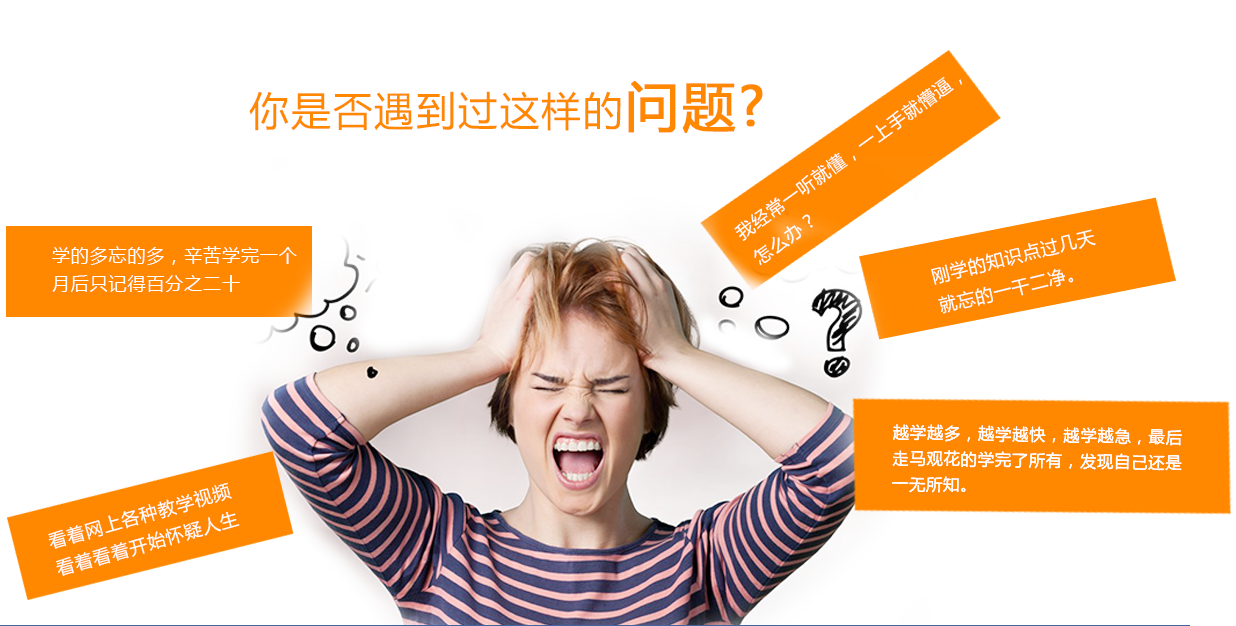 你是否遇到过这样的问题?
我经常一听就懂，一上手就懵逼，
怎么办？
学的多忘的多，辛苦学完一个
月后只记得百分之二十
刚学的知识点过几天
就忘的一干二净。
越学越多，越学越快，越学越急，最后
走马观花的学完了所有，发现自己还是
一无所知。
看着网上各种教学视频
看着看着开始怀疑人生